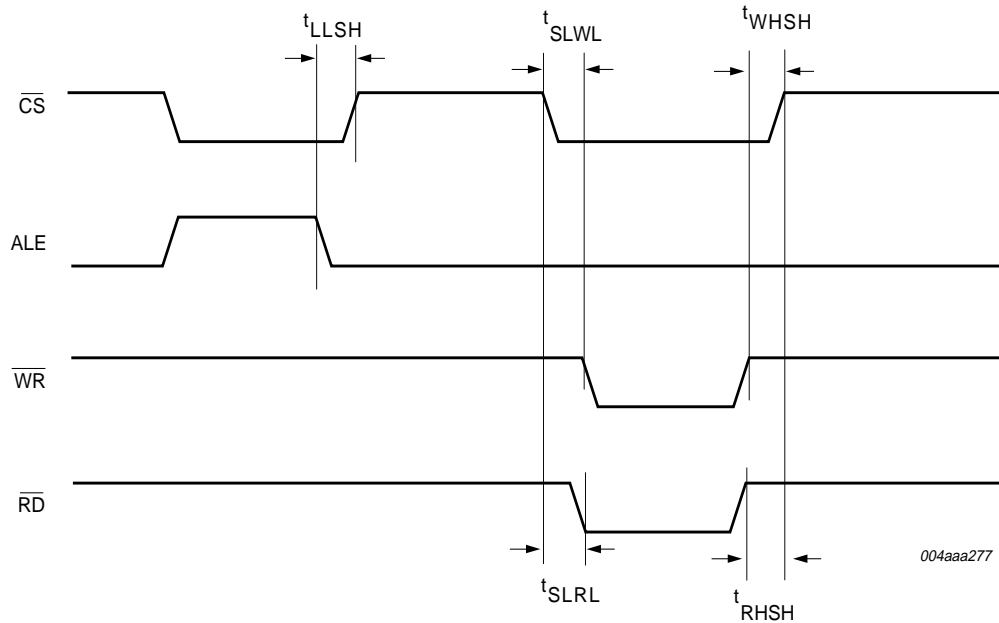 tLLSH tSLWL tWHSH
CS
ALE
WR
RD
004aaa277
tSLRL tRHSH